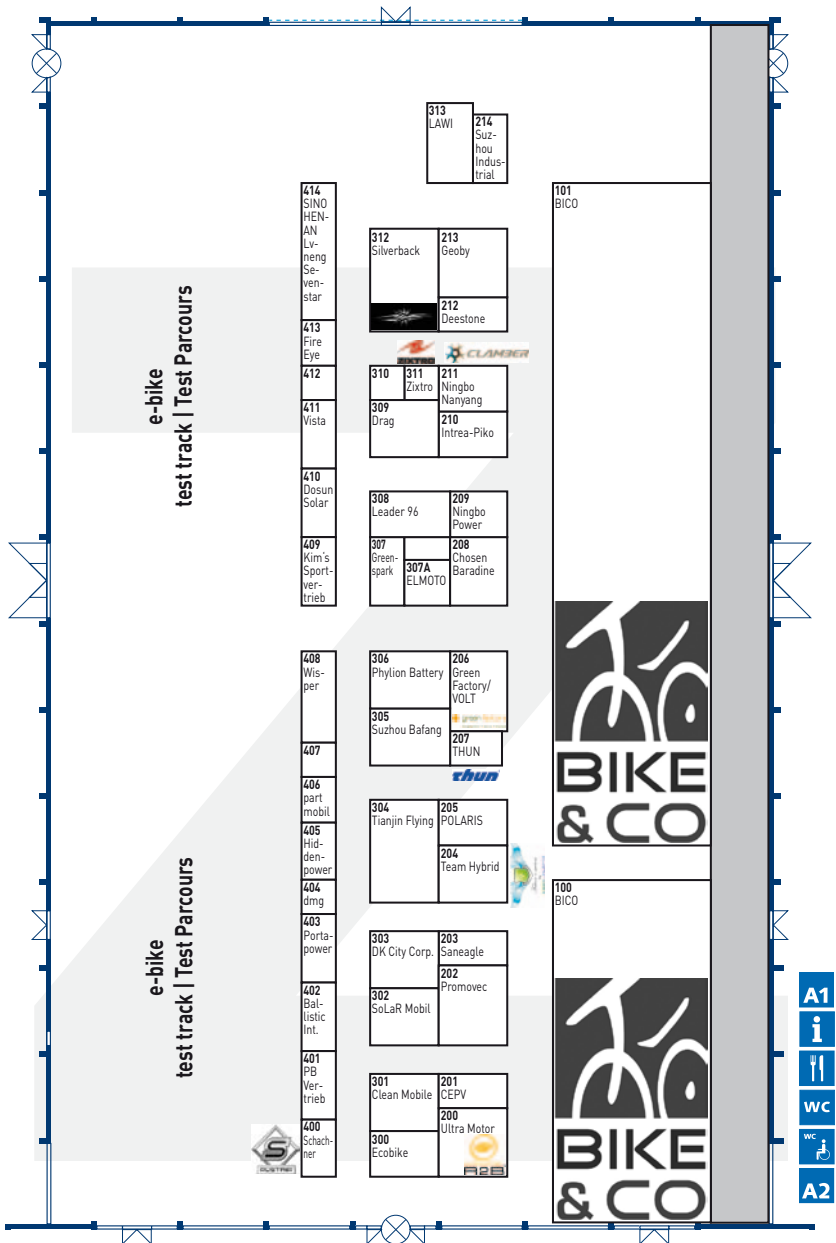 313
LAWI
214
Suz-
hou
Indus-
trial
101
BICO
414
SINO
HEN-
AN
Lv-
neng
Se-
ven-
star
312
Silverback
213
Geoby
212
Deestone
413
Fire
Eye
ZIXTRO
CLAMBER
412
310
311
Zixtro
211
Ningbo
Nanyang
411
Vista
309
Drag
210
Intrea-Piko
e-bike
test track | Test Parcours
410
Dosun
Solar
308
Leader 96
209
Ningbo
Power
409
Kim's
Sport-
ver-
trieb
307
Green-
spark
307A
ELMOTO
208
Chosen
Baradine
408
Wis-
per
306
Phylion Battery
206
Green
Factory/
VOLT
305
Suzhou Bafang
207
THUN
thun
407
BIKE
& CO
406
part
mobil
304
Tianjin Flying
205
POLARIS
405
Hid-
den-
power
204
Team Hybrid
404
dmg
100
BICO
403
Porta-
power
303
DK City Corp.
203
Saneagle
e-bike
test track | Test Parcours
202
Promovec
402
Bal-
listic
Int.
302
SoLaR Mobil
401
PB
Ver-
trieb
301
Clean Mobile
201
CEPV
400
Schach-
ner
300
Ecobike
200
Ultra Motor
A2B
BIKE
& CO
A1
i
WC
WC
A2